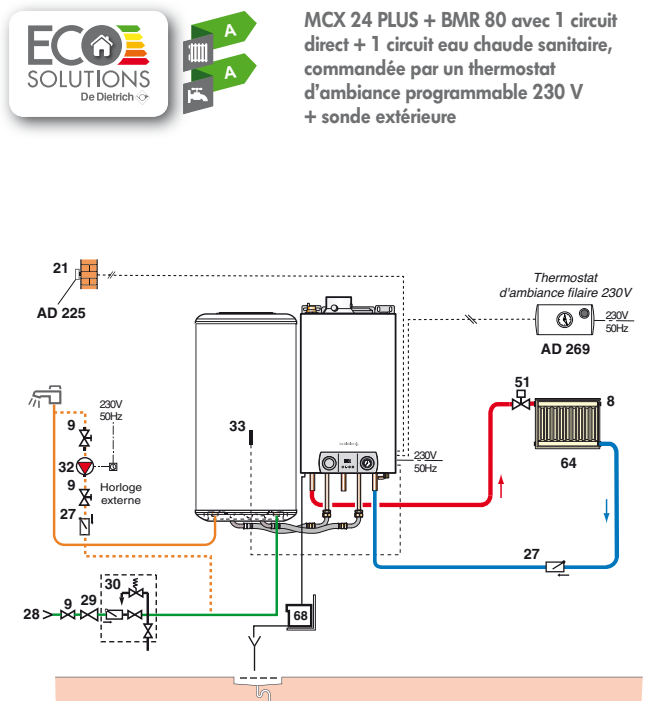 ECO
SOLUTIONS
De Dietrich
A
A
MCX 24 PLUS + BMR 80 avec 1 circuit
direct + 1 circuit eau chaude sanitaire,
commandée par un thermostat
d'ambiance programmable 230 V
+ sonde extérieure
21
AD 225
Thermostat
d'ambiance filaire 230V
230V
50Hz
AD 269
51
8
64
230V
50Hz
9
33
32
9
Horloge
externe
27
230V
50Hz
27
30
28
9
29
68